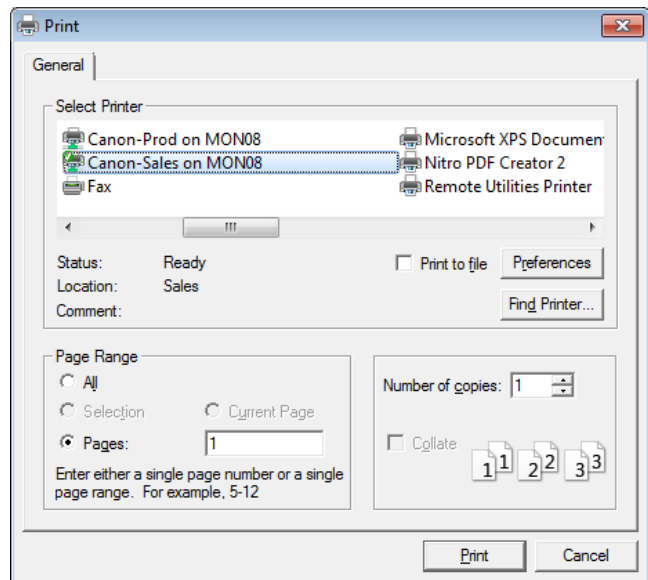 Print
General
Select Printer
Canon-Prod on MON08
Microsoft XPS Documen
Canon-Sales on MON08
Nitro PDF Creator 2
Fax
Remote Utilities Printer
Status: Ready
Print to file
Preferences
Location: Sales
Comment:
Find Printer...
Page Range
All
Selection
Current Page
Pages: 1
Enter either a single page number or a single
page range. For example, 5-12
Number of copies: 1
Collate
1 1 2 2 3 3
Print
Cancel